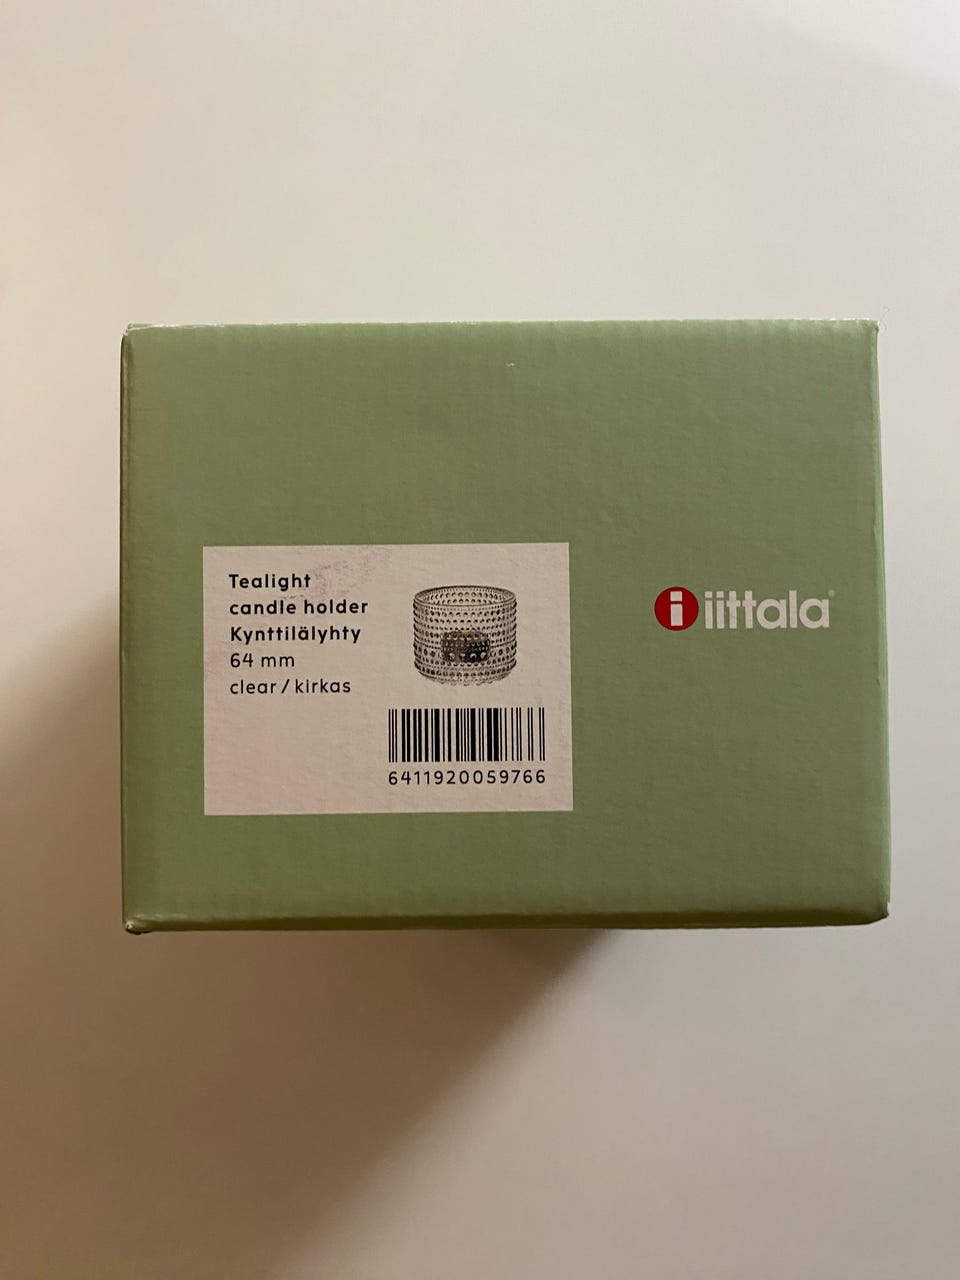 Tealight
candle holder
Kynttilälyhty
64 mm
clear / kirkas
6411920059766
i iittala®